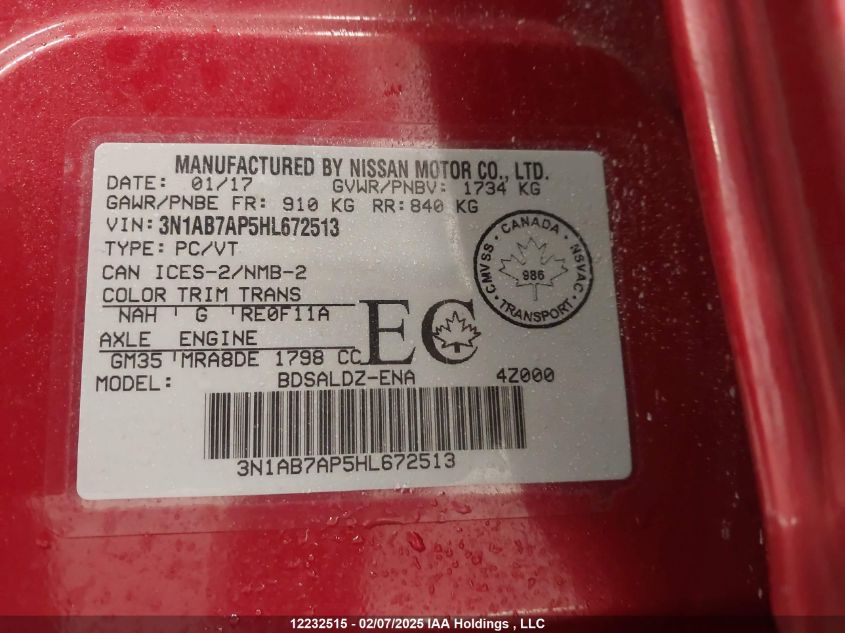 MANUFACTURED BY NISSAN MOTOR CO., LTD.
DATE: 01/17 GVWR/PNBV: 1734 KG
GAWR/PNBE FR: 910 KG RR: 840 KG
VIN: 3N1AB7AP5HL672513
TYPE: PC/VT
CAN ICES-2/NMB-2
COLOR TRIM TRANS
NAH G RE0F11A
AXLE ENGINE
GM35 MRA8DE 1798 CC
EC
CMVSS · CANADA · NSVAC · TRANSPORT ·
986
MODEL: BDSALDZ-ENA 4Z000
3N1AB7AP5HL672513
12232515 - 02/07/2025 IAA Holdings , LLC